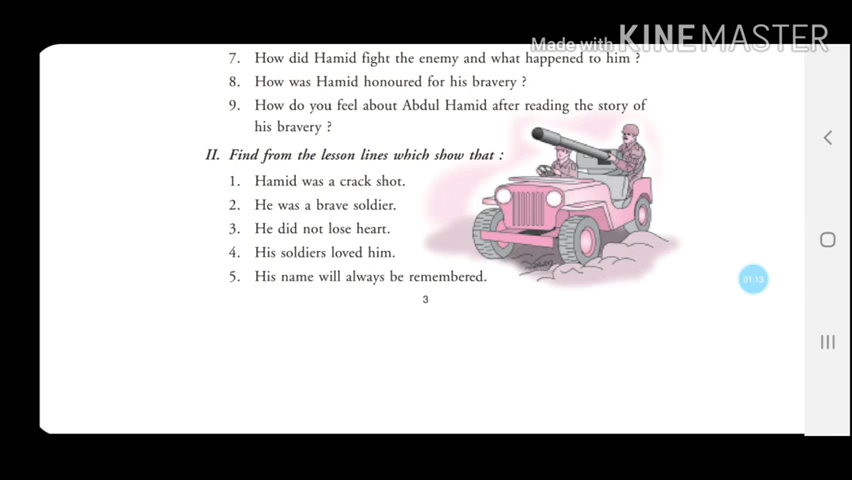 Made with KINEMASTER
7. How did Hamid fight the enemy and what happened to him ?
8. How was Hamid honoured for his bravery ?
9. How do you feel about Abdul Hamid after reading the story of
his bravery ?
II. Find from the lesson lines which show that :
1. Hamid was a crack shot.
2. He was a brave soldier.
3. He did not lose heart.
4. His soldiers loved him.
5. His name will always be remembered.
01:13
3